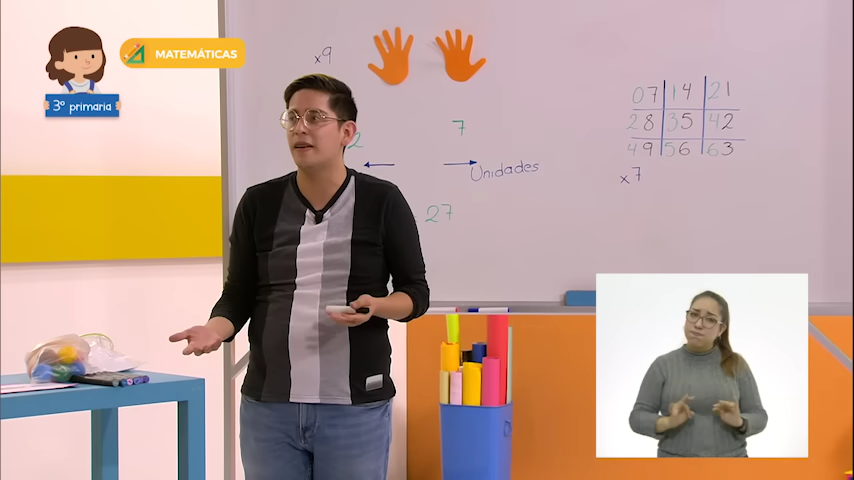 MATEMÁTICAS
3° primaria
x9
2
7
Unidades
27
07 14 21
28 35 42
49 56 63
x7